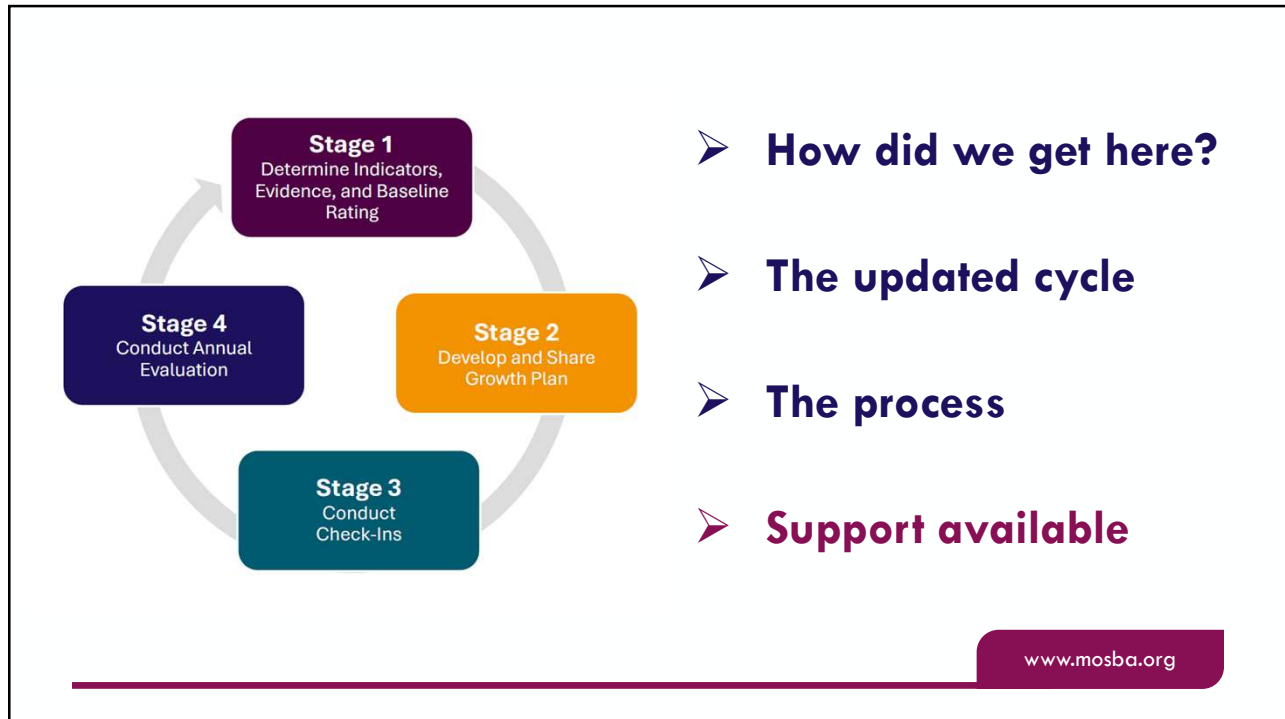 Stage 1
Determine Indicators,
Evidence, and Baseline
Rating
Stage 2
Develop and Share
Growth Plan
Stage 3
Conduct
Check-Ins
Stage 4
Conduct Annual
Evaluation
➢ How did we get here?
➢ The updated cycle
➢ The process
➢ Support available
www.mosba.org